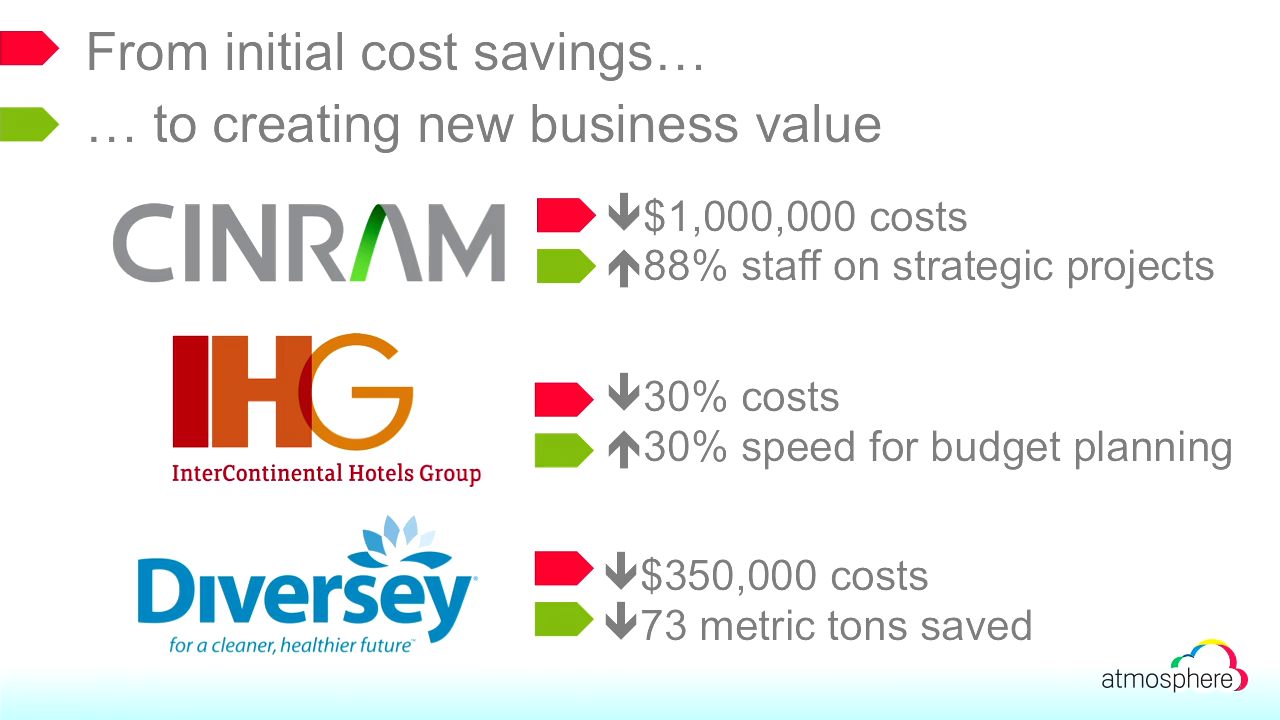 From initial cost savings…
… to creating new business value
CINRAM
↓$1,000,000 costs
↑88% staff on strategic projects
IHG
InterContinental Hotels Group
↓30% costs
↑30% speed for budget planning
Diversey
for a cleaner, healthier future™
↓$350,000 costs
↓73 metric tons saved
atmosphere